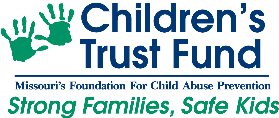 Children's
Trust Fund
Missouri's Foundation For Child Abuse Prevention
Strong Families, Safe Kids